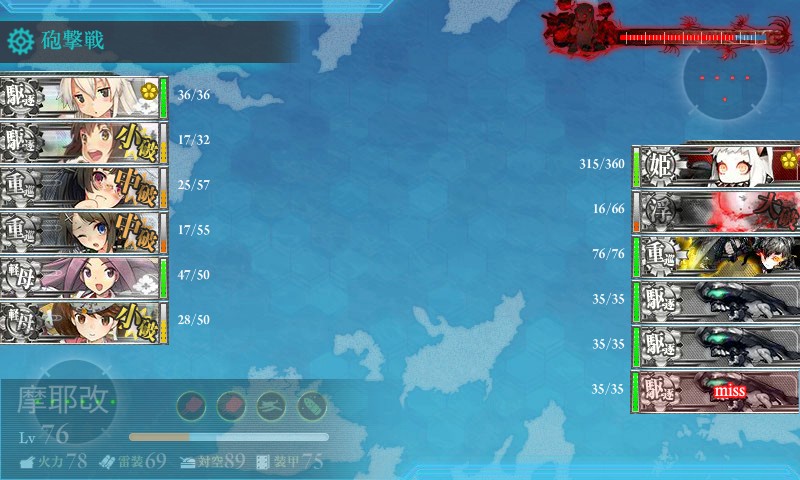 砲撃戦
駆逐
36/36
駆逐
小破
17/32
重巡
中破
25/57
重巡
中破
17/55
軽母
47/50
軽母
小破
28/50
315/360
姫
16/66
浮
大破
76/76
重巡
35/35
駆逐
35/35
駆逐
35/35
駆逐
miss
摩耶改
Lv 76
火力78 雷装69 対空89 装甲75